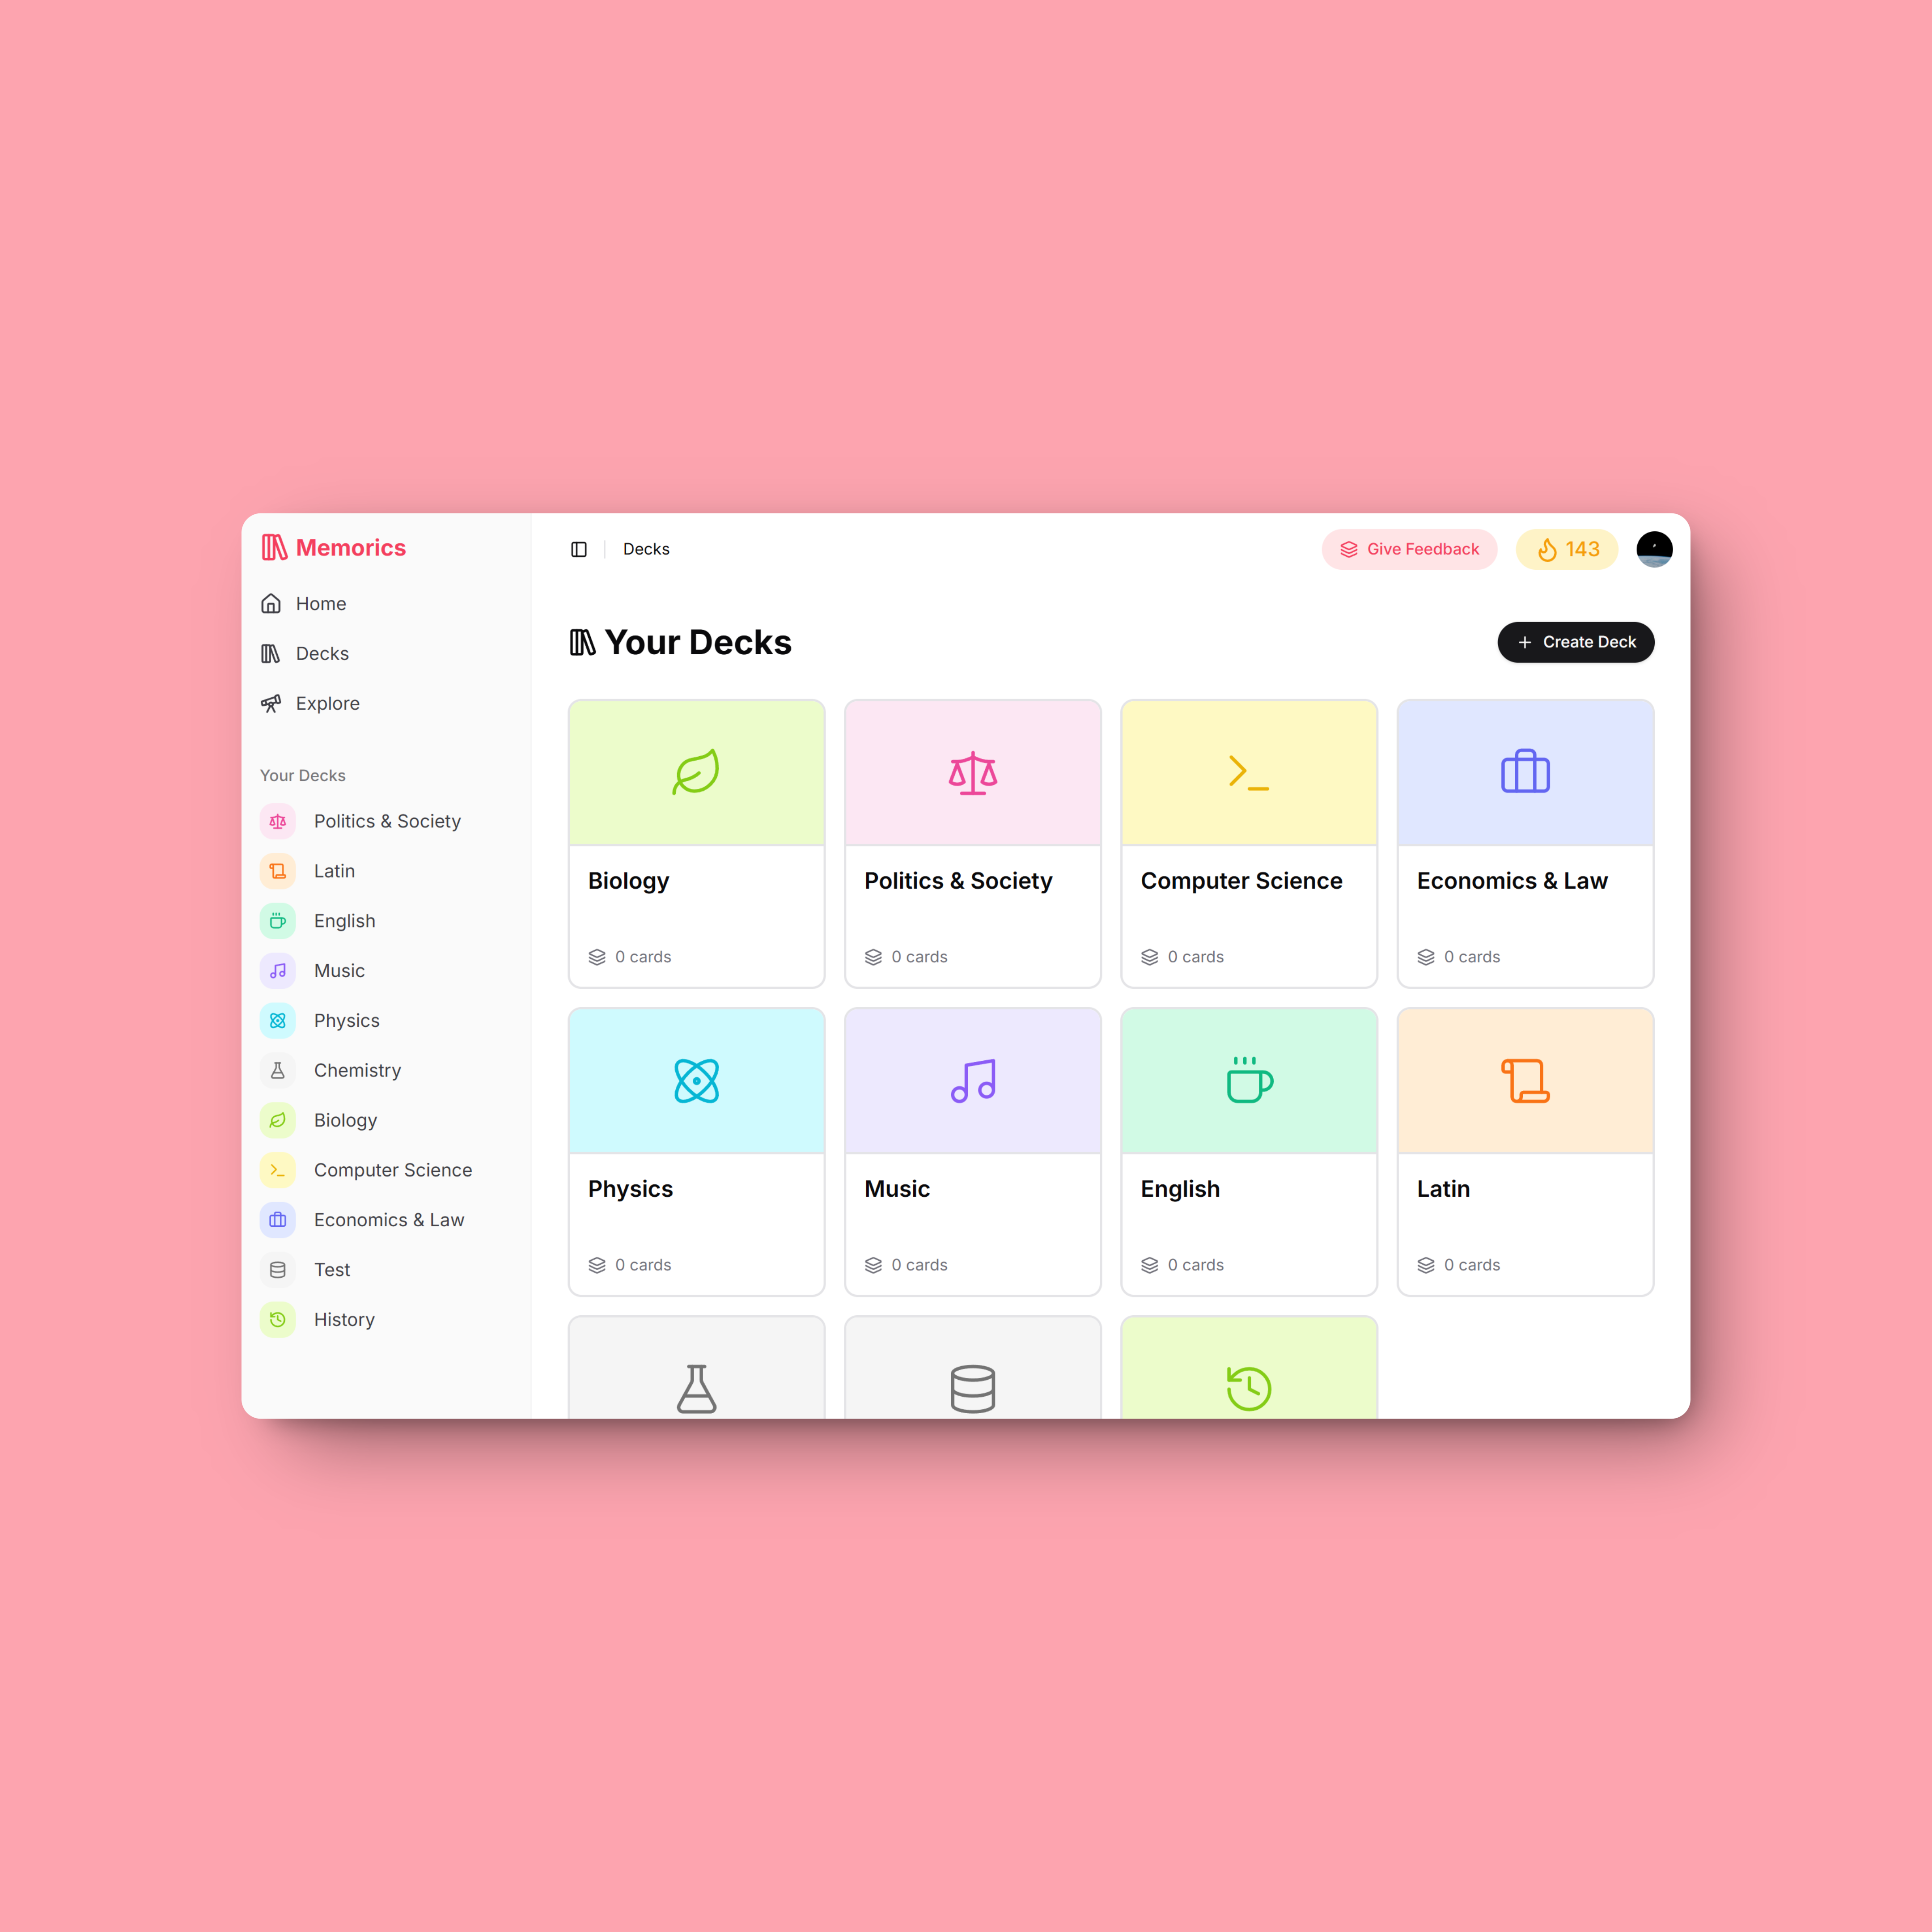 Memorics
Home
Decks
Explore
Your Decks
Politics & Society
Latin
English
Music
Physics
Chemistry
Biology
Computer Science
Economics & Law
Test
History
Decks
Give Feedback
143
Your Decks
Create Deck
Biology
0 cards
Politics & Society
0 cards
Computer Science
0 cards
Economics & Law
0 cards
Physics
0 cards
Music
0 cards
English
0 cards
Latin
0 cards